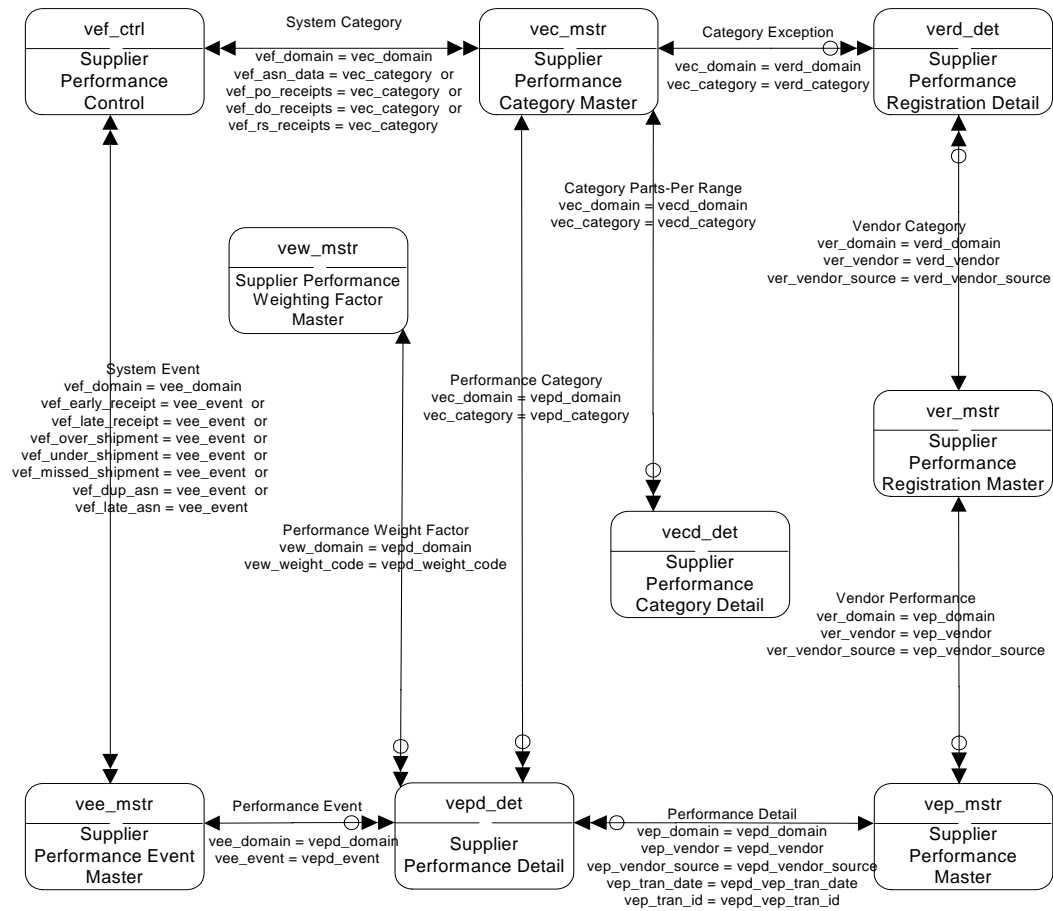 vef_ctrl
Supplier
Performance
Control
System Category
vef_domain = vec_domain
vef_asn_data = vec_category or
vef_po_receipts = vec_category or
vef_do_receipts = vec_category or
vef_rs_receipts = vec_category
vec_mstr
Supplier
Performance
Category Master
Category Exception
vec_domain = verd_domain
vec_category = verd_category
verd_det
Supplier
Performance
Registration Detail
Category Parts-Per Range
vec_domain = vecd_domain
vec_category = vecd_category
Vendor Category
ver_domain = verd_domain
ver_vendor = verd_vendor
ver_vendor_source = verd_vendor_source
vew_mstr
Supplier Performance
Weighting Factor
Master
System Event
vef_domain = vee_domain
vef_early_receipt = vee_event or
vef_late_receipt = vee_event or
vef_over_shipment = vee_event or
vef_under_shipment = vee_event or
vef_missed_shipment = vee_event or
vef_dup_asn = vee_event or
vef_late_asn = vee_event
Performance Category
vec_domain = vepd_domain
vec_category = vepd_category
ver_mstr
Supplier
Performance
Registration Master
Performance Weight Factor
vew_domain = vepd_domain
vew_weight_code = vepd_weight_code
vecd_det
Supplier
Performance
Category Detail
Vendor Performance
ver_domain = vep_domain
ver_vendor = vep_vendor
ver_vendor_source = vep_vendor_source
vee_mstr
Supplier
Performance Event
Master
Performance Event
vee_domain = vepd_domain
vee_event = vepd_event
vepd_det
Supplier
Performance Detail
Performance Detail
vep_domain = vepd_domain
vep_vendor = vepd_vendor
vep_vendor_source = vepd_vendor_source
vep_tran_date = vepd_vep_tran_date
vep_tran_id = vepd_vep_tran_id
vep_mstr
Supplier
Performance
Master